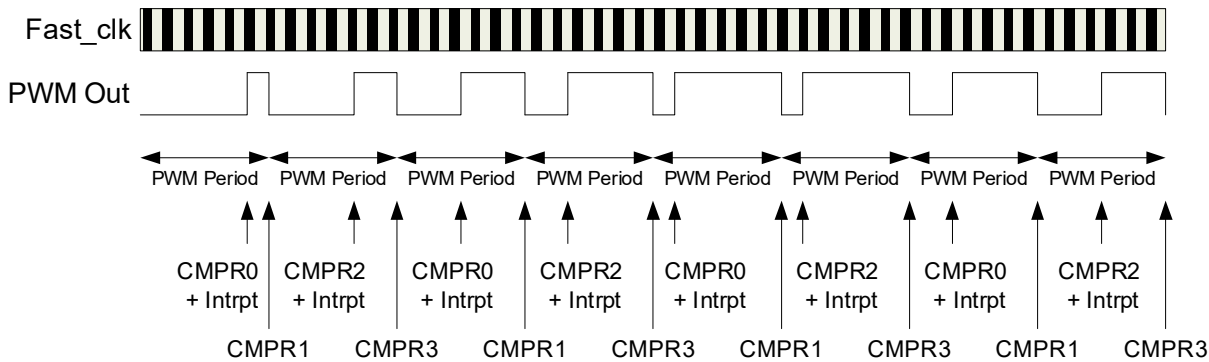 Fast_clk
PWM Out
PWM Period PWM Period PWM Period PWM Period PWM Period PWM Period PWM Period PWM Period
CMPR0 CMPR2 CMPR0 CMPR2 CMPR0 CMPR2 CMPR0 CMPR2
+ Intrpt + Intrpt + Intrpt + Intrpt + Intrpt + Intrpt + Intrpt + Intrpt
CMPR1 CMPR3 CMPR1 CMPR3 CMPR1 CMPR3 CMPR1 CMPR3